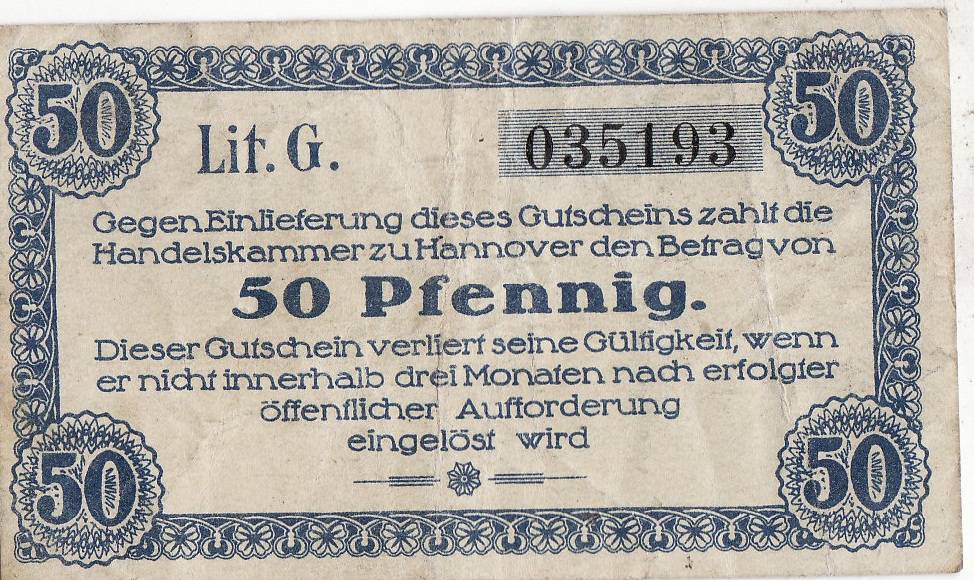 50 50
Lit. G. 035193
Gegen Einlieferung dieses Gutscheins zahlt die
Handelskammer zu Hannover den Betrag von
50 Pfennig.
Dieser Gutschein verliert seine Gültigkeit, wenn
er nicht innerhalb drei Monaten nach erfolgter
öffentlicher Aufforderung
eingelöst wird
50 50